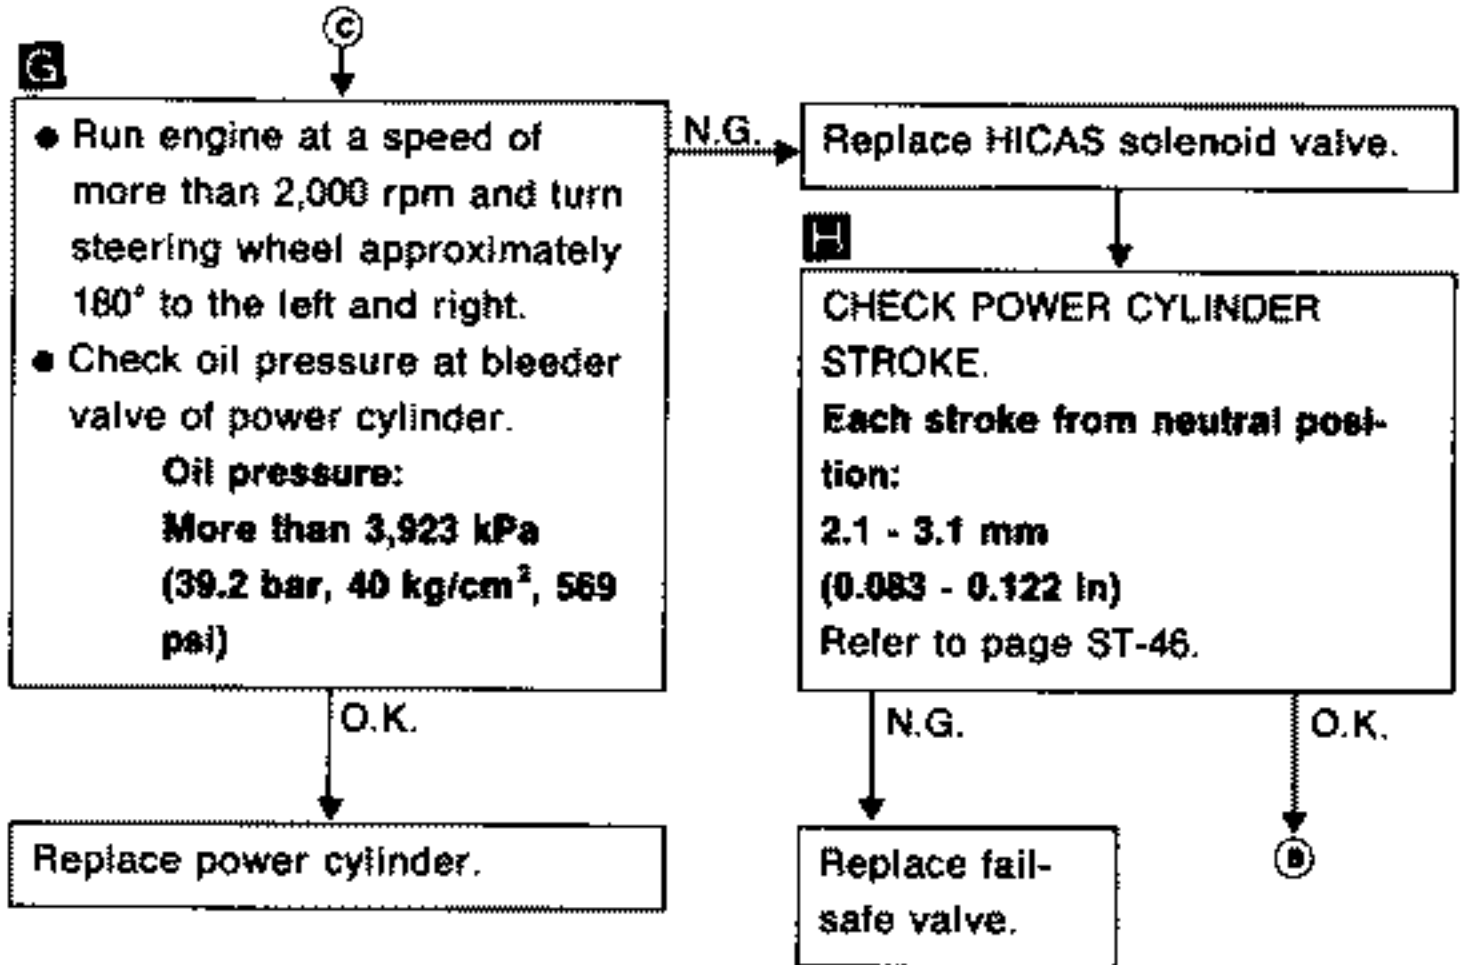 C
G
● Run engine at a speed of
more than 2,000 rpm and turn
steering wheel approximately
180° to the left and right.
● Check oil pressure at bleeder
valve of power cylinder.
Oil pressure:
More than 3,923 kPa
(39.2 bar, 40 kg/cm², 569
psi)
N.G.
O.K.
Replace power cylinder.
Replace HICAS solenoid valve.
H
CHECK POWER CYLINDER
STROKE.
Each stroke from neutral posi-
tion:
2.1 - 3.1 mm
(0.083 - 0.122 in)
Refer to page ST-46.
N.G.
O.K.
Replace fail-
safe valve.
B